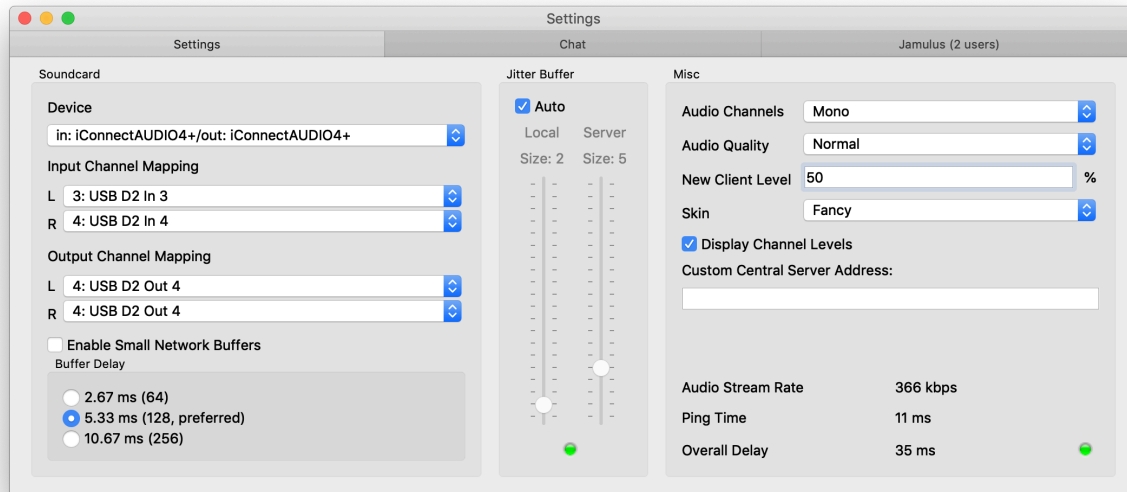 Settings
Settings
Chat
Jamulus (2 users)
Soundcard
Device
in: iConnectAUDIO4+/out: iConnectAUDIO4+
Input Channel Mapping
L 3: USB D2 In 3
R 4: USB D2 In 4
Output Channel Mapping
L 4: USB D2 Out 4
R 4: USB D2 Out 4
Enable Small Network Buffers
Buffer Delay
2.67 ms (64)
5.33 ms (128, preferred)
10.67 ms (256)
Jitter Buffer
Auto
Local Server
Size: 2 Size: 5
Misc
Audio Channels Mono
Audio Quality Normal
New Client Level 50 %
Skin Fancy
Display Channel Levels
Custom Central Server Address:
Audio Stream Rate 366 kbps
Ping Time 11 ms
Overall Delay 35 ms